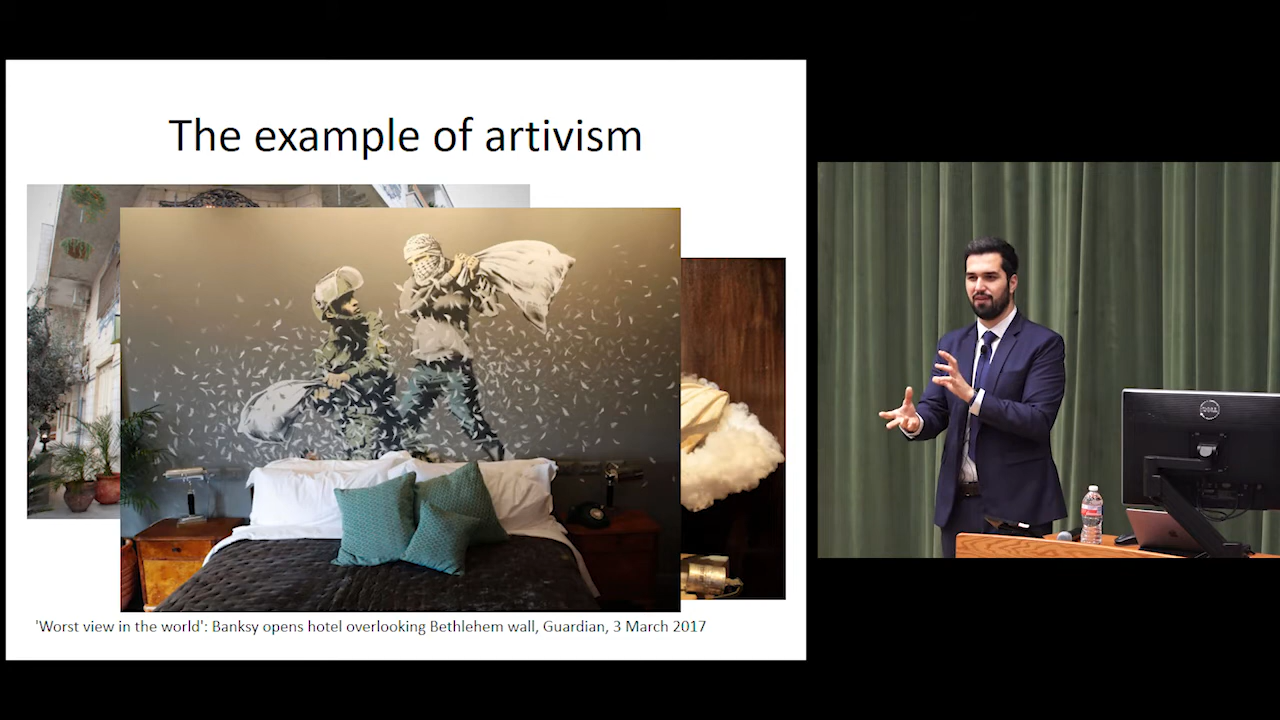 The example of artivism
'Worst view in the world': Banksy opens hotel overlooking Bethlehem wall, Guardian, 3 March 2017
DELL